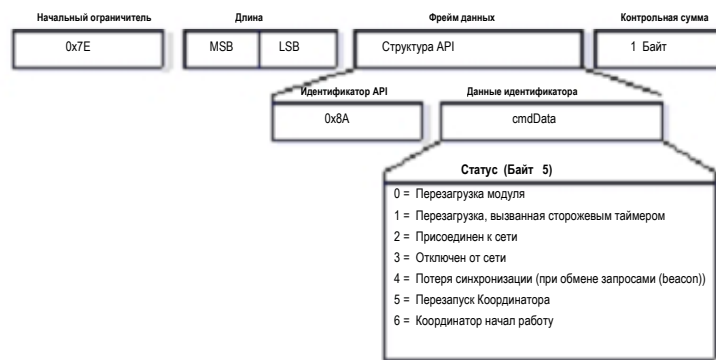 Начальный ограничитель
Длина
Фрейм данных
Контрольная сумма
0x7E
MSB
LSB
Структура API
1 Байт
Идентификатор API
Данные идентификатора
0x8A
cmdData
Статус (Байт 5)
0 = Перезагрузка модуля
1 = Перезагрузка, вызванная сторожевым таймером
2 = Присоединен к сети
3 = Отключен от сети
4 = Потеря синхронизации (при обмене запросами (beacon))
5 = Перезапуск Координатора
6 = Координатор начал работу